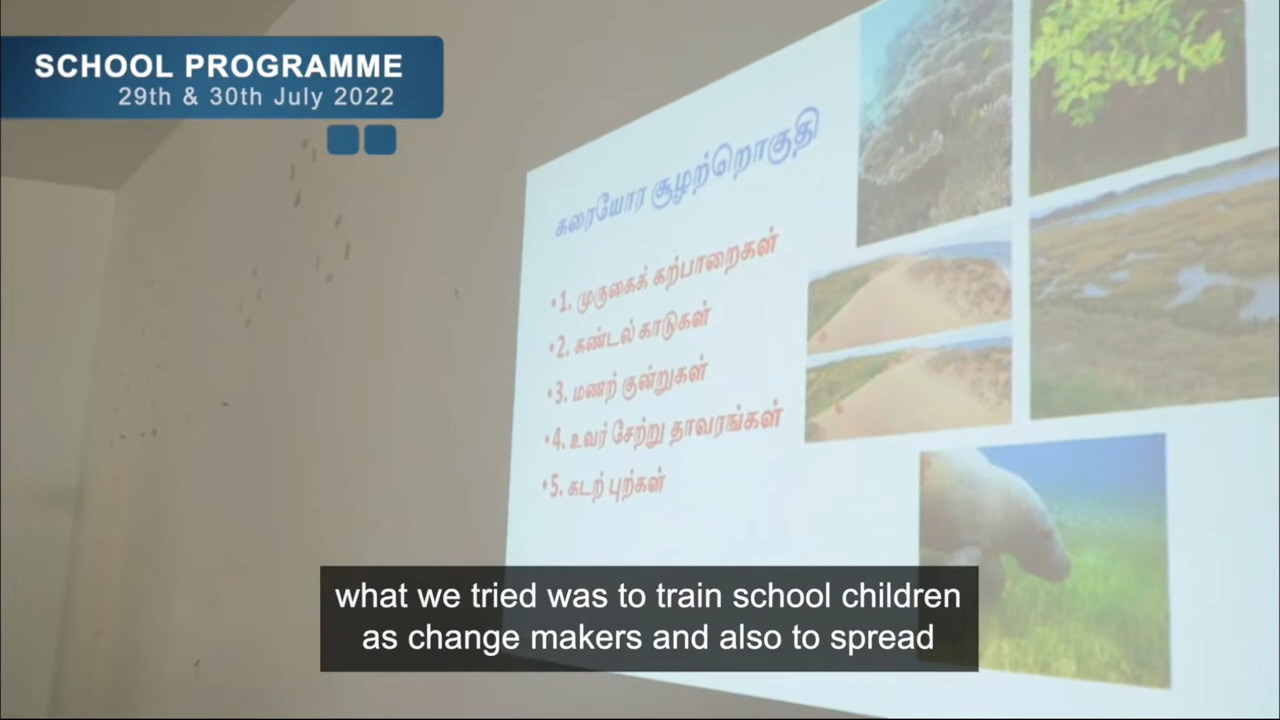 SCHOOL PROGRAMME
29th & 30th July 2022
கரையோர சூழற்றொகுதி
•1. முருகைக் கற்பாறைகள்
•2. கண்டல் காடுகள்
•3. மணற் குன்றுகள்
•4. உவர் சேற்று தாவரங்கள்
•5. கடற் புற்கள்
what we tried was to train school children
as change makers and also to spread